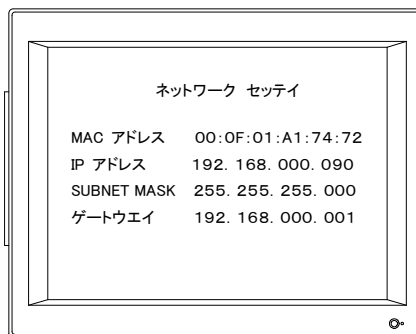 ネットワーク セッテイ
MAC アドレス 00:0F:01:A1:74:72
IP アドレス 192. 168. 000. 090
SUBNET MASK 255. 255. 255. 000
ゲートウエイ 192. 168. 000. 001